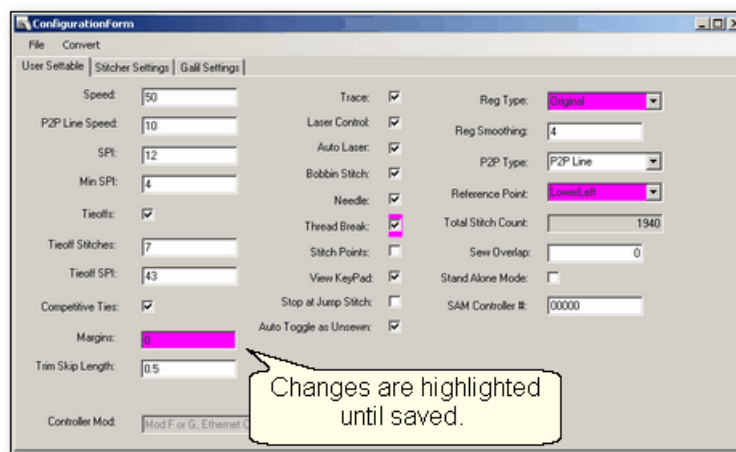 ConfigurationForm
File Convert
User Settable Stitcher Settings Galil Settings
Speed: 50
P2P Line Speed: 10
SPI: 12
Min SPI: 4
Tieoffs:
Tieoff Stitches: 7
Tieoff SPI: 43
Competitive Ties:
Margins: 0
Trim Skip Length: 0.5
Controller Mod: Mod F or G, Ethernet
Trace:
Laser Control:
Auto Laser:
Bobbin Stitch:
Needle:
Thread Break:
Stitch Points:
View KeyPad:
Stop at Jump Stitch:
Auto Toggle as Unsewn:
Reg Type: Original
Reg Smoothing: 4
P2P Type: P2P Line
Reference Point: LowerLeft
Total Stitch Count: 1940
Sew Overlap: 0
Stand Alone Mode:
SAM Controller #: 00000
Changes are highlighted
until saved.